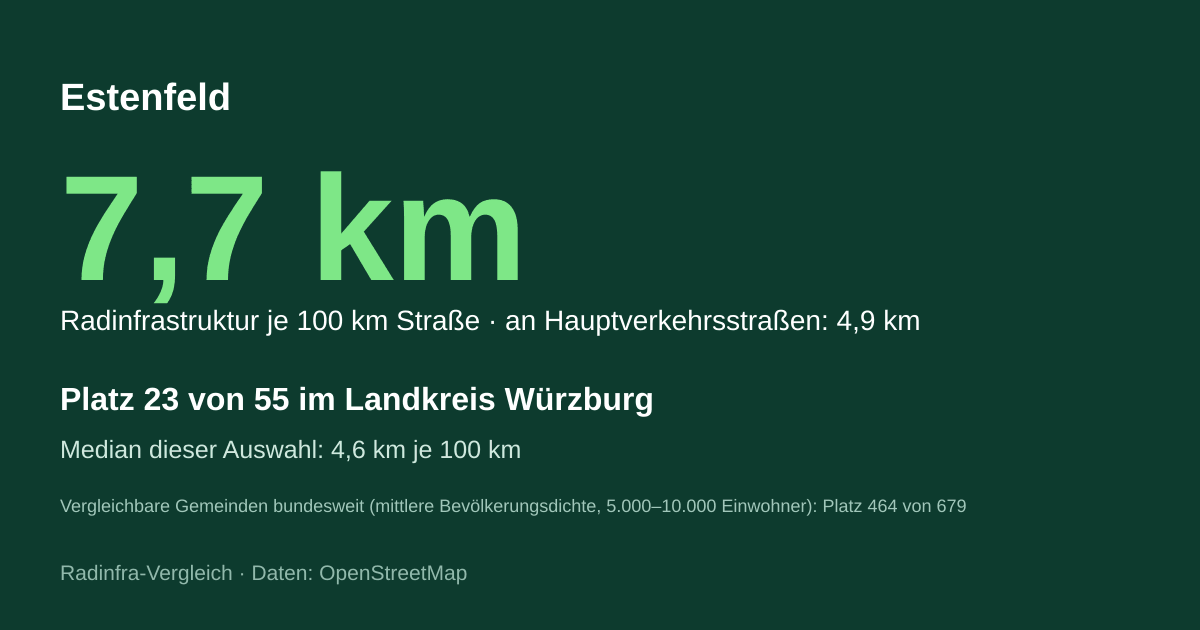 Estenfeld
7,7 km
Radinfrastruktur je 100 km Straße · an Hauptverkehrsstraßen: 4,9 km
Platz 23 von 55 im Landkreis Würzburg
Median dieser Auswahl: 4,6 km je 100 km
Vergleichbare Gemeinden bundesweit (mittlere Bevölkerungsdichte, 5.000–10.000 Einwohner): Platz 464 von 679
Radinfra-Vergleich · Daten: OpenStreetMap